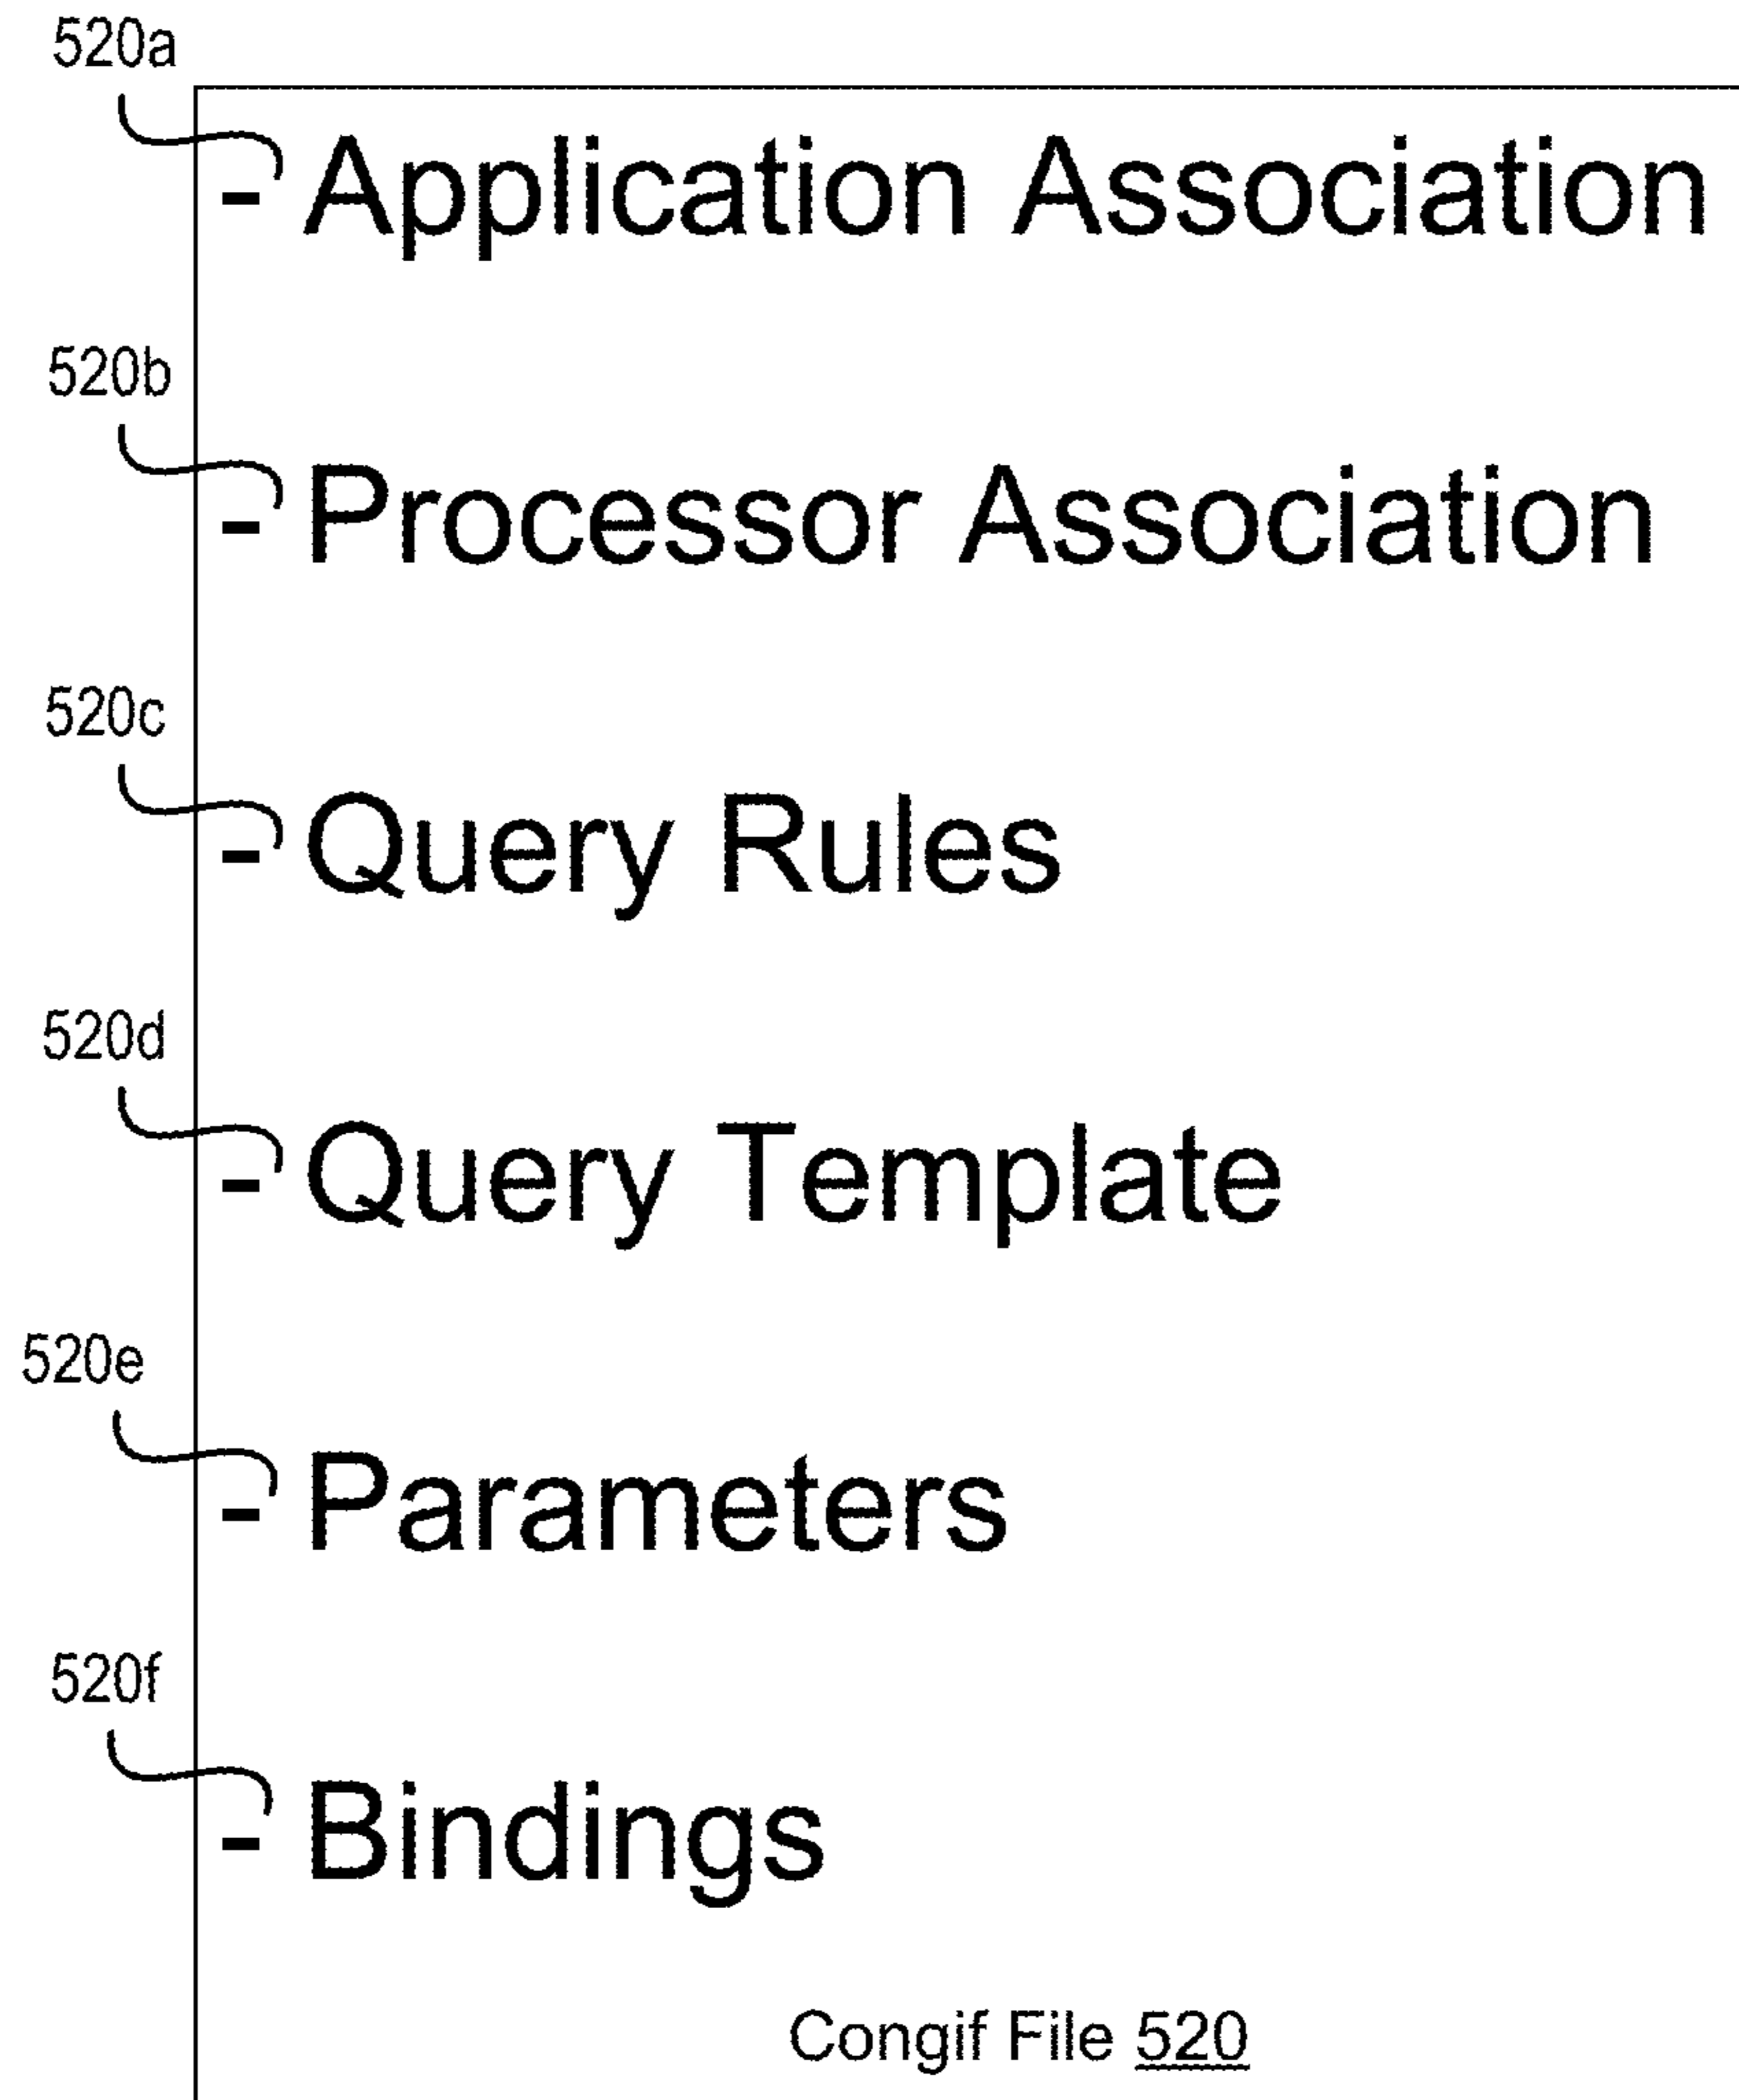 520a
- Application Association
520b
- Processor Association
520c
- Query Rules
520d
- Query Template
520e
- Parameters
520f
- Bindings
Congif File 520